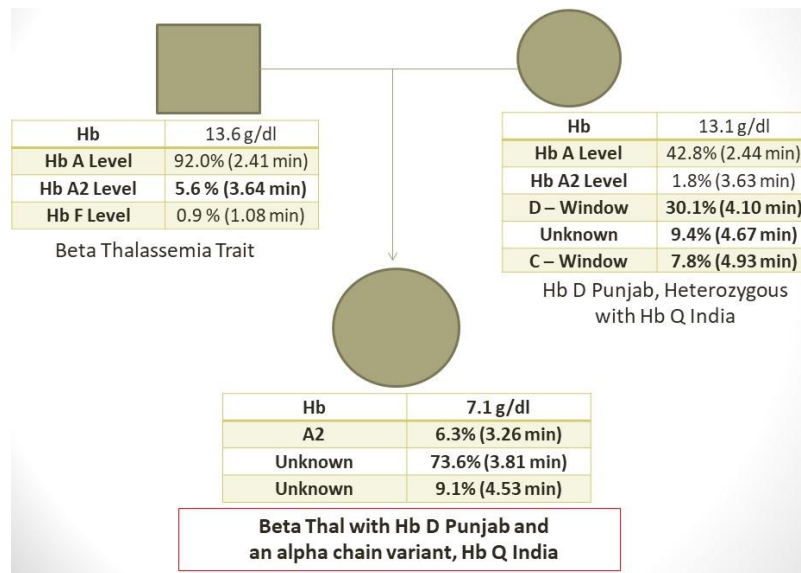 Hb 13.6 g/dl
Hb A Level 92.0% (2.41 min)
Hb A2 Level 5.6 % (3.64 min)
Hb F Level 0.9 % (1.08 min)
Beta Thalassemia Trait
Hb 13.1 g/dl
Hb A Level 42.8% (2.44 min)
Hb A2 Level 1.8% (3.63 min)
D – Window 30.1% (4.10 min)
Unknown 9.4% (4.67 min)
C – Window 7.8% (4.93 min)
Hb D Punjab, Heterozygous
with Hb Q India
Hb 7.1 g/dl
A2 6.3% (3.26 min)
Unknown 73.6% (3.81 min)
Unknown 9.1% (4.53 min)
Beta Thal with Hb D Punjab and
an alpha chain variant, Hb Q India